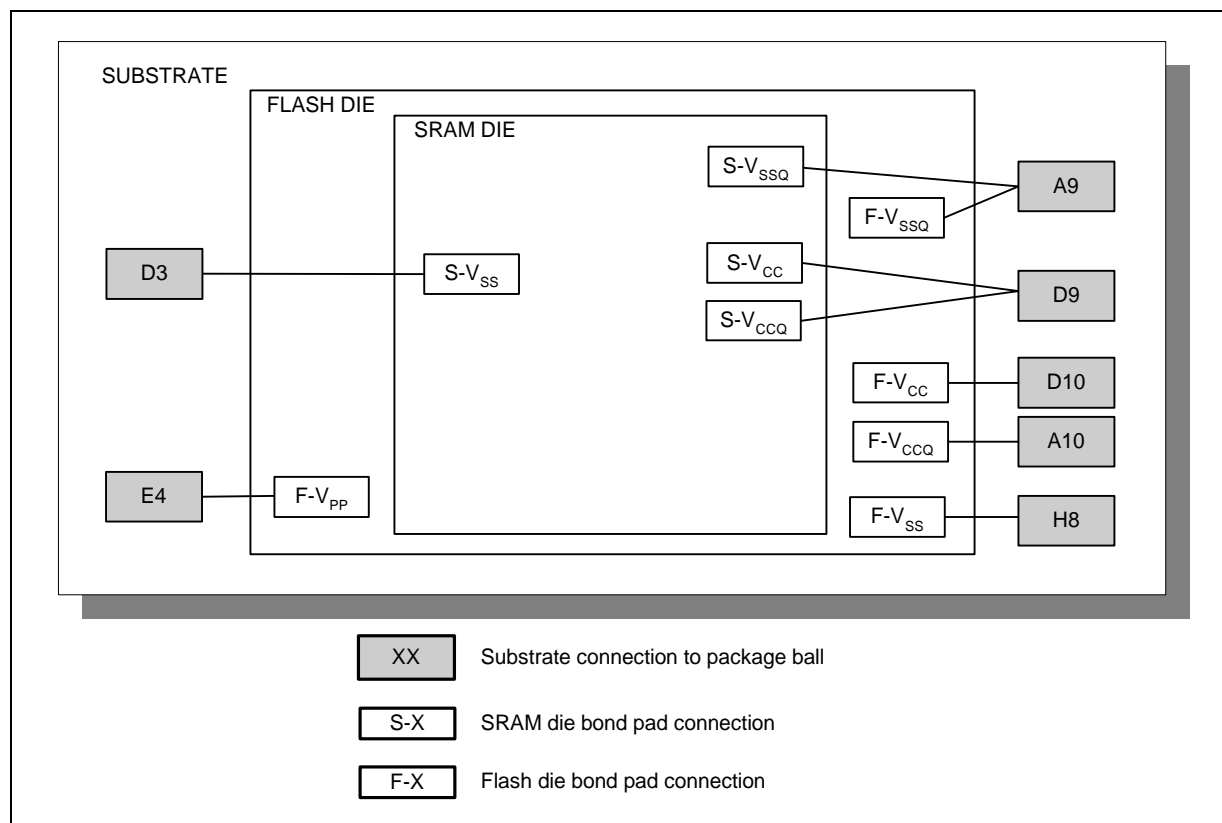 SUBSTRATE
FLASH DIE
SRAM DIE
S-VSSQ
A9
F-VSSQ
D3
S-VSS
S-VCC
D9
S-VCCQ
F-VCC
D10
F-VCCQ
A10
E4
F-VPP
F-VSS
H8
XX Substrate connection to package ball
S-X SRAM die bond pad connection
F-X Flash die bond pad connection